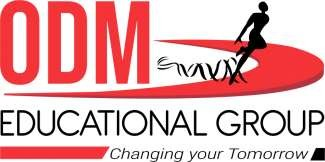 ODM
EDUCATIONAL GROUP
Changing your Tomorrow